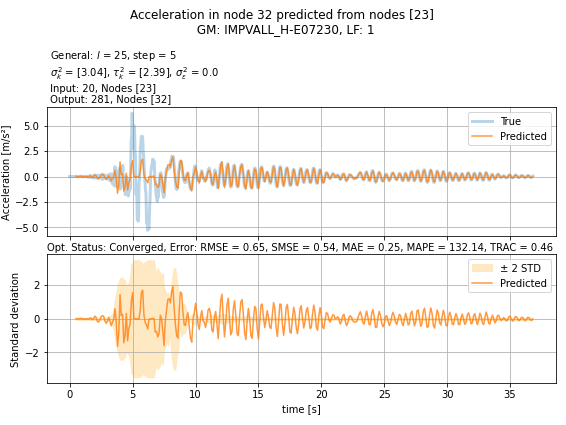 Acceleration in node 32 predicted from nodes [23]
GM: IMPVALL_H-E07230, LF: 1
General: l = 25, step = 5
σ²ₖ = [3.04], τ²ₖ = [2.39], σ²ε = 0.0
Input: 20, Nodes [23]
Output: 281, Nodes [32]
Acceleration [m/s²]
5.0
2.5
0.0
−2.5
−5.0
True
Predicted
Opt. Status: Converged, Error: RMSE = 0.65, SMSE = 0.54, MAE = 0.25, MAPE = 132.14, TRAC = 0.46
Standard deviation
2
0
−2
± 2 STD
Predicted
0 5 10 15 20 25 30 35
time [s]